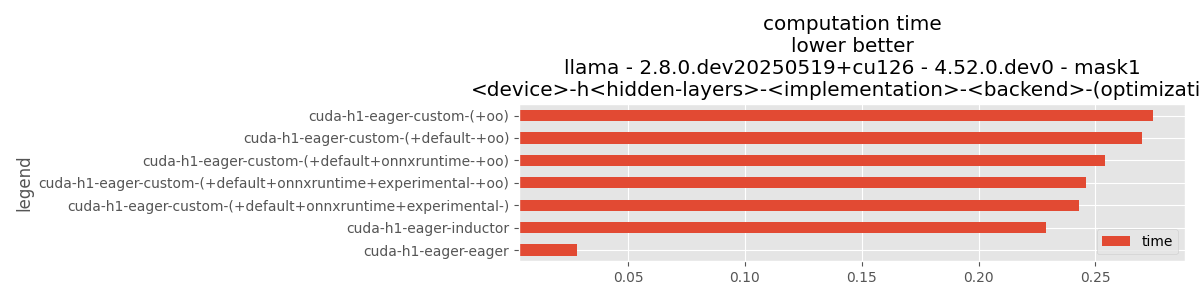 computation time
lower better
llama - 2.8.0.dev20250519+cu126 - 4.52.0.dev0 - mask1
<device>-h<hidden-layers>-<implementation>-<backend>-(optimizati
cuda-h1-eager-custom-(+oo)
cuda-h1-eager-custom-(+default-+oo)
cuda-h1-eager-custom-(+default+onnxruntime-+oo)
cuda-h1-eager-custom-(+default+onnxruntime+experimental-+oo)
cuda-h1-eager-custom-(+default+onnxruntime+experimental-)
cuda-h1-eager-inductor
cuda-h1-eager-eager
legend
time
0.05 0.10 0.15 0.20 0.25